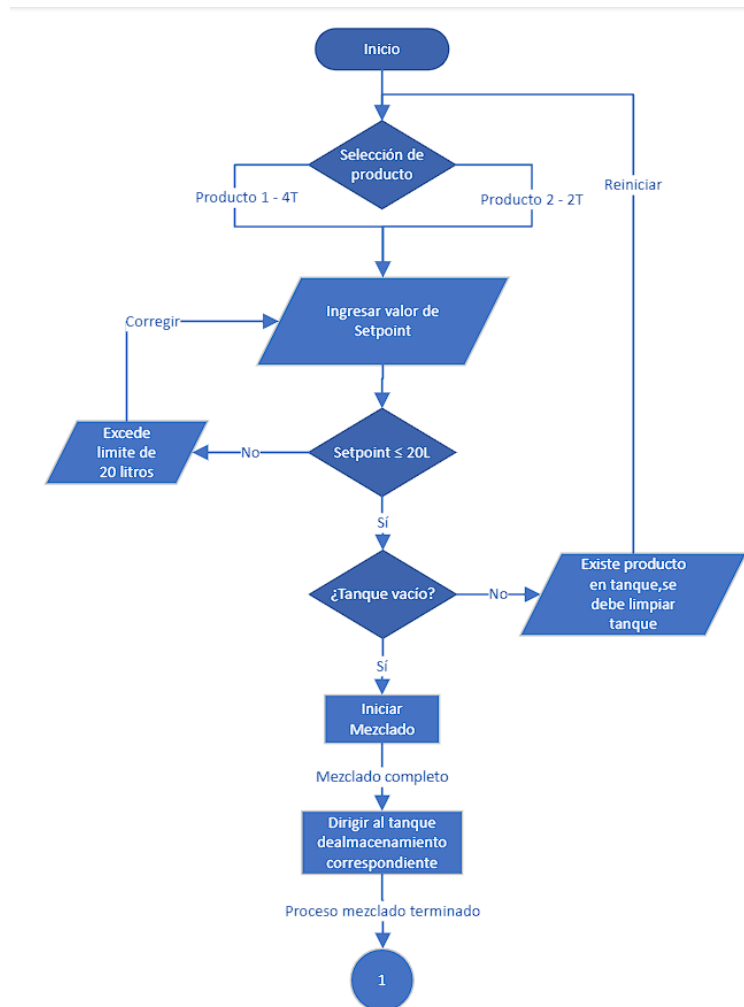 Inicio
Selección de
producto
Reiniciar
Producto 1 - 4T
Producto 2 - 2T
Ingresar valor de
Setpoint
Corregir
Excede
limite de
20 litros
No
Setpoint ≤ 20L
Sí
¿Tanque vacío?
No
Existe producto
en tanque,se
debe limpiar
tanque
Sí
Iniciar
Mezclado
Mezclado completo
Dirigir al tanque
dealmacenamiento
correspondiente
Proceso mezclado terminado
1